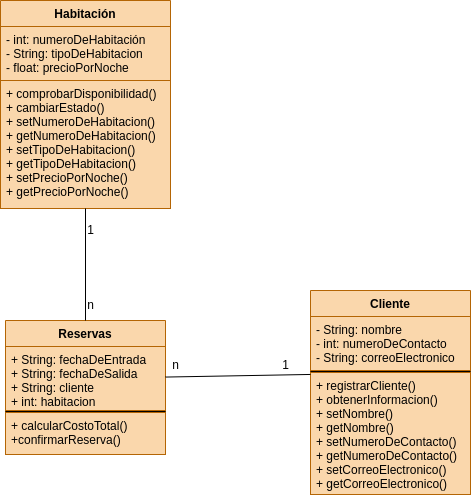 Habitación
- int: numeroDeHabitación
- String: tipoDeHabitacion
- float: precioPorNoche
+ comprobarDisponibilidad()
+ cambiarEstado()
+ setNumeroDeHabitacion()
+ getNumeroDeHabitacion()
+ setTipoDeHabitacion()
+ getTipoDeHabitacion()
+ setPrecioPorNoche()
+ getPrecioPorNoche()
1
n
Reservas
+ String: fechaDeEntrada
+ String: fechaDeSalida
+ String: cliente
+ int: habitacion
+ calcularCostoTotal()
+confirmarReserva()
n
1
Cliente
- String: nombre
- int: numeroDeContacto
- String: correoElectronico
+ registrarCliente()
+ obtenerInformacion()
+ setNombre()
+ getNombre()
+ setNumeroDeContacto()
+ getNumeroDeContacto()
+ setCorreoElectronico()
+ getCorreoElectronico()